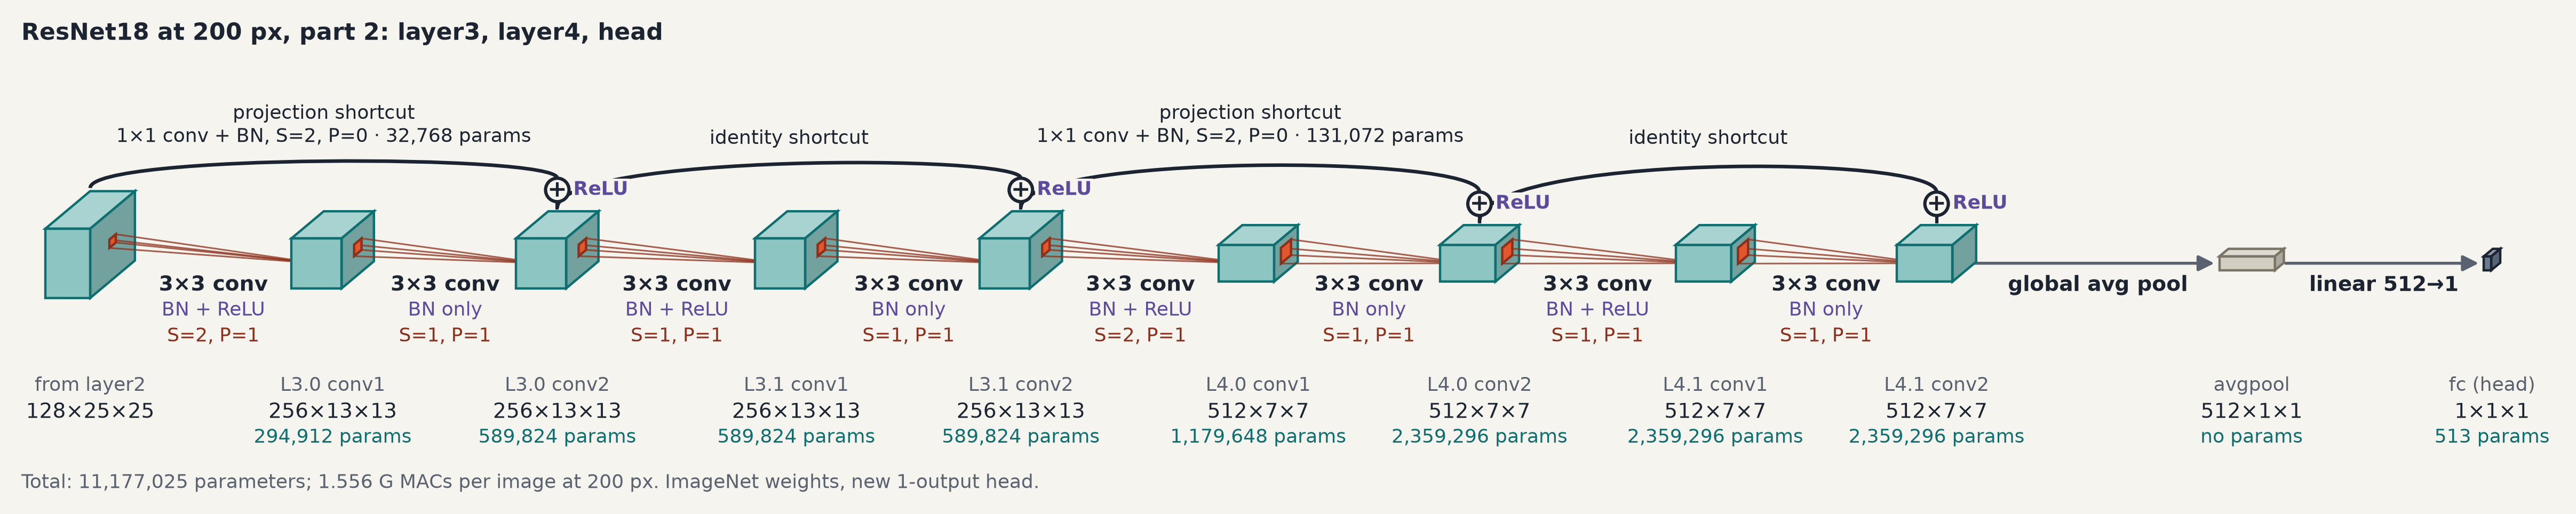 ResNet18 at 200 px, part 2: layer3, layer4, head
projection shortcut
1×1 conv + BN, S=2, P=0 · 32,768 params
identity shortcut
projection shortcut
1×1 conv + BN, S=2, P=0 · 131,072 params
identity shortcut
+ ReLU
+ ReLU
+ ReLU
+ ReLU
3×3 conv
BN + ReLU
S=2, P=1
3×3 conv
BN only
S=1, P=1
3×3 conv
BN + ReLU
S=1, P=1
3×3 conv
BN only
S=1, P=1
3×3 conv
BN + ReLU
S=2, P=1
3×3 conv
BN only
S=1, P=1
3×3 conv
BN + ReLU
S=1, P=1
3×3 conv
BN only
S=1, P=1
global avg pool
linear 512→1
from layer2
128×25×25
L3.0 conv1
256×13×13
294,912 params
L3.0 conv2
256×13×13
589,824 params
L3.1 conv1
256×13×13
589,824 params
L3.1 conv2
256×13×13
589,824 params
L4.0 conv1
512×7×7
1,179,648 params
L4.0 conv2
512×7×7
2,359,296 params
L4.1 conv1
512×7×7
2,359,296 params
L4.1 conv2
512×7×7
2,359,296 params
avgpool
512×1×1
no params
fc (head)
1×1×1
513 params
Total: 11,177,025 parameters; 1.556 G MACs per image at 200 px. ImageNet weights, new 1-output head.